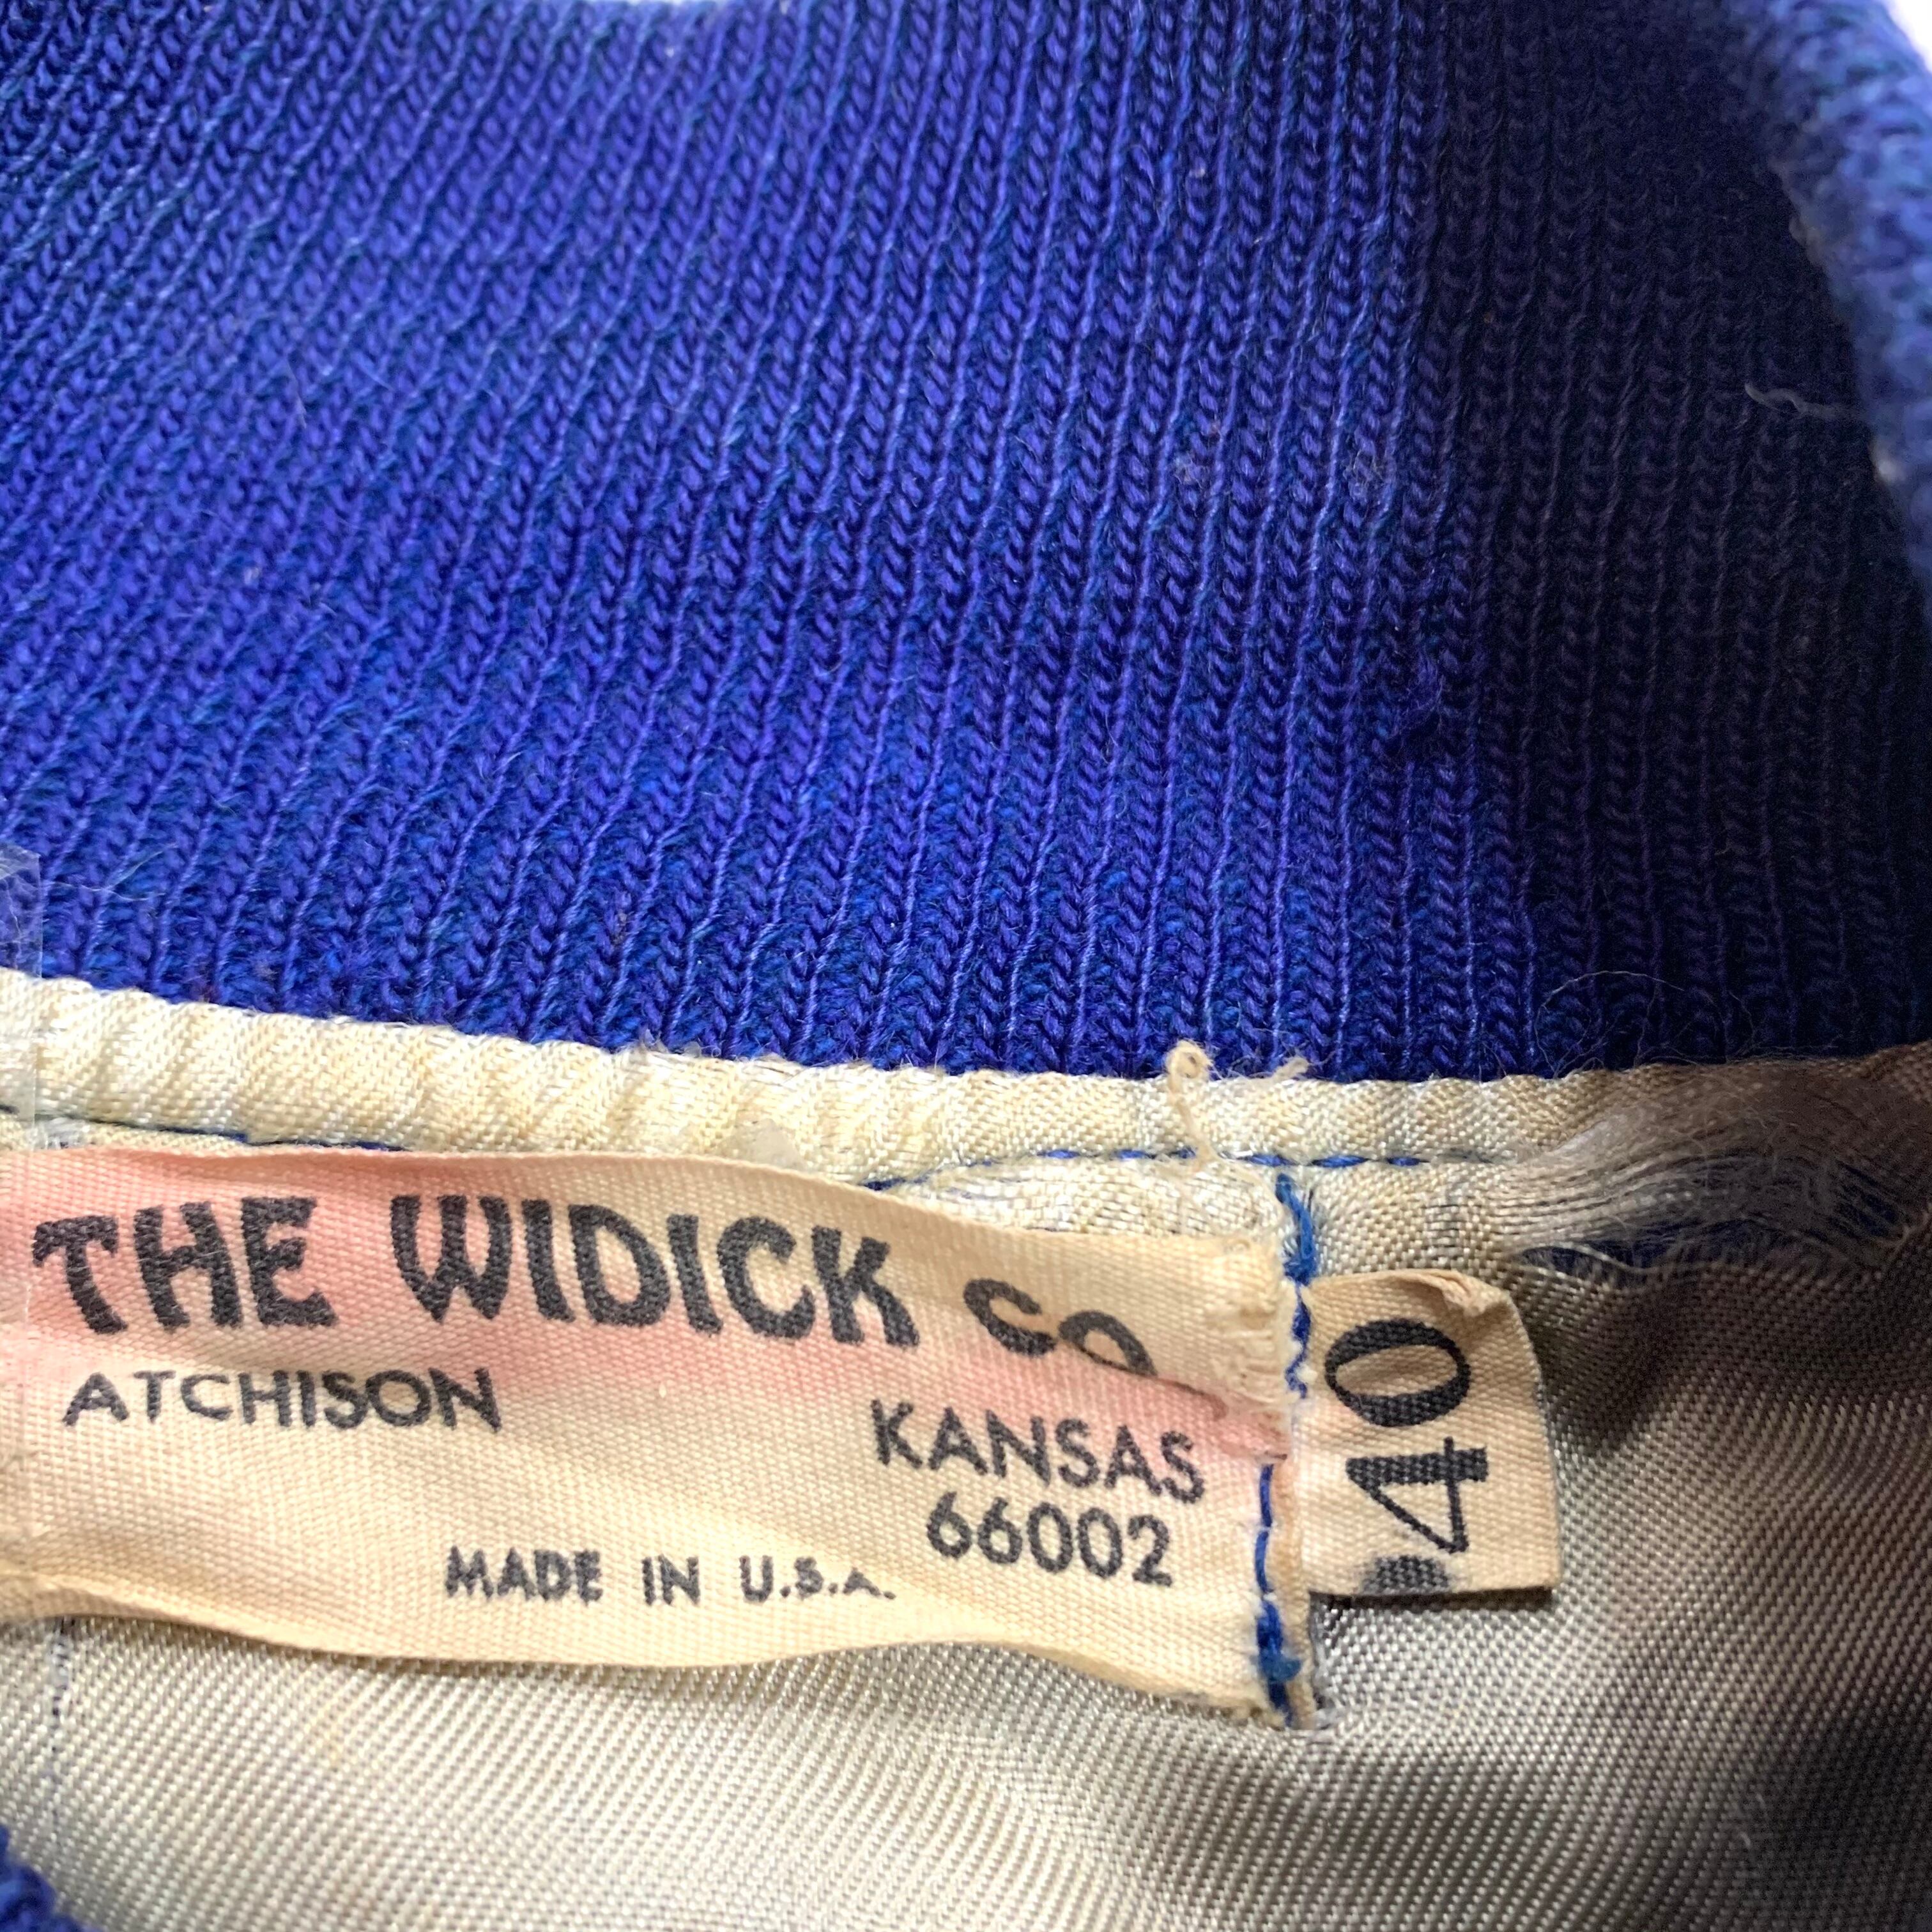 THE WIDICK CO
ATCHISON
KANSAS
66002
MADE IN U.S.A.
40